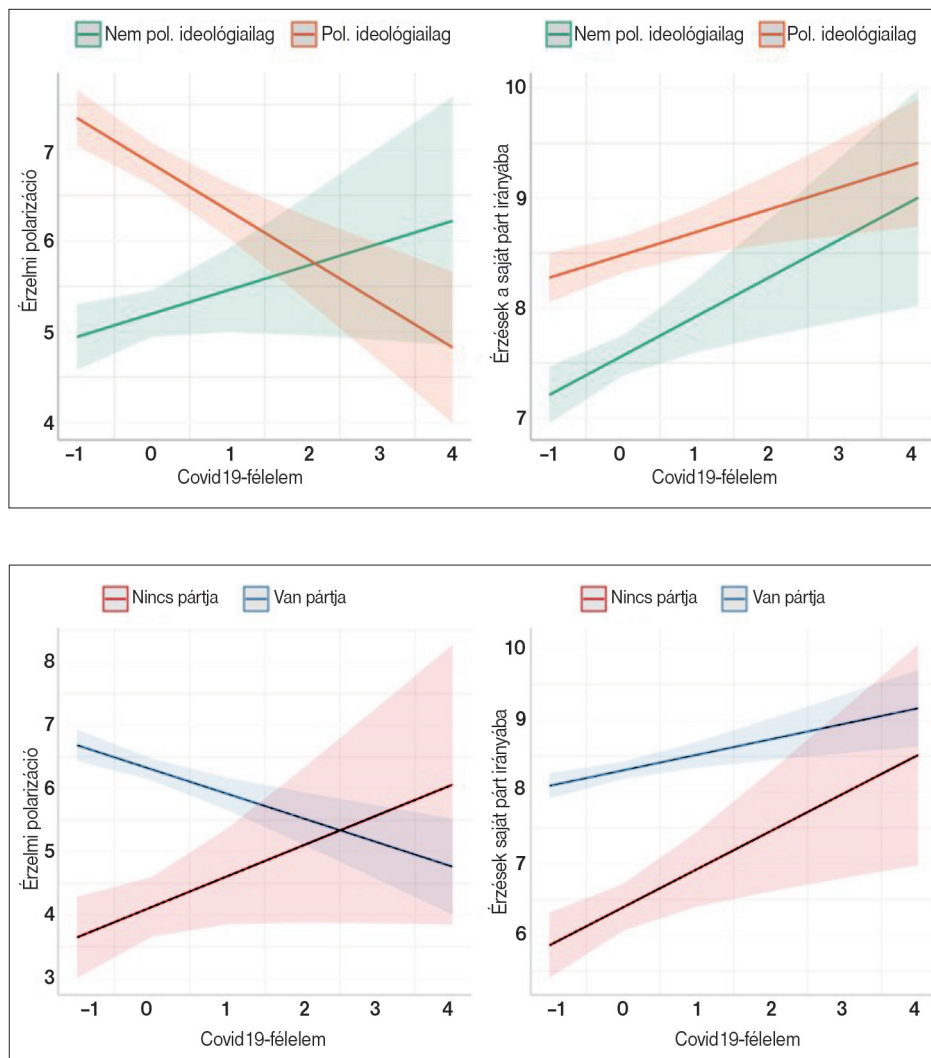 Nem pol. ideológiailag Pol. ideológiailag
Érzelmi polarizáció
7
6
5
4
–1 0 1 2 3 4
Covid19-félelem
Nem pol. ideológiailag Pol. ideológiailag
Érzések a saját párt irányába
10
9
8
7
–1 0 1 2 3 4
Covid19-félelem
Nincs pártja Van pártja
Érzelmi polarizáció
8
7
6
5
4
3
–1 0 1 2 3 4
Covid19-félelem
Nincs pártja Van pártja
Érzések saját párt irányába
10
9
8
7
6
–1 0 1 2 3 4
Covid19-félelem